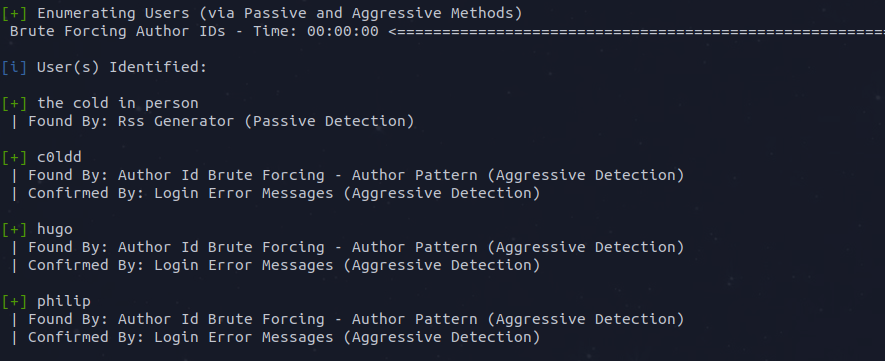 [+] Enumerating Users (via Passive and Aggressive Methods)
Brute Forcing Author IDs - Time: 00:00:00 <=======================================================
[i] User(s) Identified:
[+] the cold in person
| Found By: Rss Generator (Passive Detection)
[+] c0ldd
| Found By: Author Id Brute Forcing - Author Pattern (Aggressive Detection)
| Confirmed By: Login Error Messages (Aggressive Detection)
[+] hugo
| Found By: Author Id Brute Forcing - Author Pattern (Aggressive Detection)
| Confirmed By: Login Error Messages (Aggressive Detection)
[+] philip
| Found By: Author Id Brute Forcing - Author Pattern (Aggressive Detection)
| Confirmed By: Login Error Messages (Aggressive Detection)